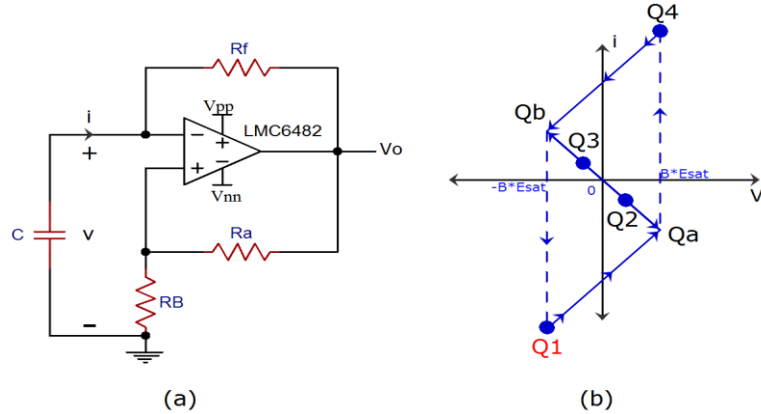 Rf
Vpp
LMC6482
i
+
−
+
+
−
Vo
Vnn
C
v
Ra
RB
−
(a)
Q4
i
Qb
Q3
-B*Esat
0
B*Esat
V
Q2
Qa
Q1
(b)